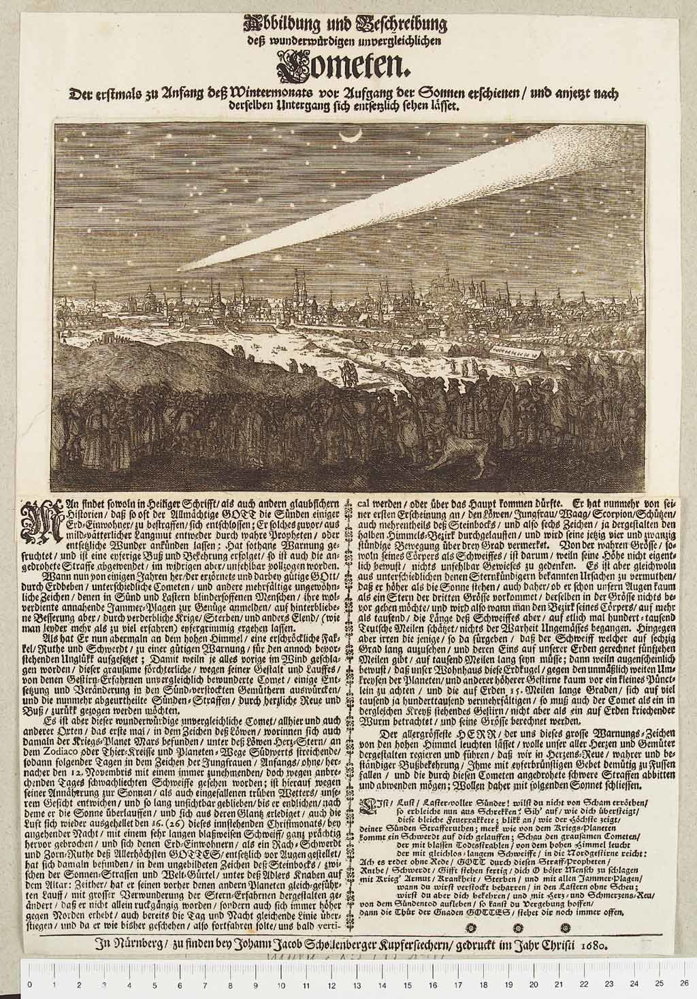 Abbildung und Beschreibung
deß wunderwürdigen unvergleichlichen
Cometen.
Der erstmals zu Anfang deß Wintermonats vor Aufgang der Sonnen erschienen / und anjetzt nach
derselben Untergang sich entsetzlich sehen lässet.
MAn findet sowoln in Heiliger Schrifft / als auch andern glaubsichern
Historien / daß so oft der Allmächtige GOTT die Sünden einiger
Erd-Einwohner / zu bestraffen / sich entschlossen; Er solches zuvor / aus
mild-vätterlicher Langmut entweder durch wahre Propheten / oder
entsetzliche Wunder ankünden lassen; Hat sothane Warnung ge-
fruchtet / und ist eine eyferige Buß und Bekehrung erfolget / so ist auch die an-
gedrohete Straffe abgewendet / im widrigen aber / unfehlbar vollzogen worden.
Wann nun von einigen Jahren her / der erzörnet- und darbey gütige GOtt /
durch Erdbeben / unterschiedliche Cometen / und andere mehrfältige ungewöhn-
liche Zeichen / denen in Sünd und Lastern blinderssoffenen Menschen / ihre wol-
verdiente annahende Jammer-Plagen zur Genüge anmelden / auf hinterbliebe-
ne Besserung aber / durch verderbliche Krige / Sterben / und anders Elend / (wie
man leyder mehr als zu viel erfahren) eyfergrimmig ergehen lassen.
Als hat Er nun abermaln an dem hohen Himmel / eine erschröckliche Fak-
kel / Ruthe und Schwerdt / zu einer gütigen Warnung / für den annoch bevor-
stehenden Unglükk aufgesetzt; Damit weiln je alles vorige im Wind geschla-
gen worden / dieser grausame förchterliche / wegen seiner Gestalt und Lauffes /
von denen Gestirn-Erfahrnen unvergleichlich bewunderte Comet / einige Ent-
setzung und Veränderung in den Sünd-verstockten Gemüthern auswürcken /
und die nunmehr abgeurtheilte Sünden-Straffen / durch hertzliche Reue und
Buß / zurükk gezogen werden möchten.
Es ist aber dieser wunderwürdige unvergleichliche Comet / allhier und auch
anderer Orten / das erste mal / in dem Zeichen deß Löwen / worinnen sich auch
damaln der Kriegs-Planet Mars befunden / unter deß Löwen Hertz-Stern / an
dem Zodiaco oder Thier-Kreisse und Planeten-Wege Südwerts streichende /
sodann folgender Tagen in dem Zeichen der Jungfrauen / Anfangs / ohne / her-
nacher den 12. Novembris mit einem immer zunehmenden / doch wegen anbre-
chenden Tages schwachliechten Schweiffe gesehen worden; ist hierauf wegen
seiner Annäherung zur Sonnen / als auch eingefallenen trüben Wetters / unse-
rem Gesicht entwichen / und so lang unsichtbar geblieben / bis er endlichen / nach
deme er die Sonne überlauffen / und sich aus deren Glantz erlediget / auch die
Luft sich wieder ausgehellet den 16. (26) dieses innstehenden Christmonats / bey
angehender Nacht / mit einem sehr langen blaßweisen Schweiff / gantz prächtig
hervor gebrochen / und sich denen Erd-Einwohnern / als ein Rach-Schwerdt
und Zorn-Ruthe deß Allerhöchsten GOTTES / entsetzlich vor Augen gestellet /
hat sich damaln befunden / in dem ungebildeten Zeichen deß Steinbocks / zwi-
schen der Sonnen-Strassen und Welt-Gürtel / unter deß Adlers Knaben auf
dem Altar: Zeither / hat er seinen vorher denen andern Planeten gleich-geführ-
ten Lauff / mit grosser Verwunderung der Stern-Erfahrnen dergestalten ge-
ändert / daß er nicht allein ruckgängig worden / sondern auch sich immer höher
gegen Norden erhebt / auch bereits die Tag und Nacht gleichende Linie über-
stiegen / und da er wie bisher geschehen / also fortfahren solte / uns bald verti-
cal werden / oder über das Haupt kommen dürfte. Er hat nunmehr von sei-
ner ersten Erscheinung an / den Löwen / Jungfrau / Waag / Scorpion / Schützen /
auch mehrentheils deß Steinbocks / und also sechs Zeichen / ja dergestalten den
halben Himmels-Bezirk durchgelauffen / und wird seine jetzig vier und zwanzig
stündige Bewegung über drey Grad vermerket. Von der wahren Grösse / so-
woln seines Cörpers als Schweiffes / ist darum / weiln seine Höhe nicht eigent-
lich bewust / nichts unfehlbar Gewieses zu gedenken. Es ist aber gleichwoln
aus unterschiedlichen denen Sternkündigern bekannten Ursachen zu vermuthen /
daß er höher als die Sonne stehen / auch daher / ob er schon unsern Augen kaum
als ein Stern der dritten Grösse vorkommet / derselben in der Grösse nichts be-
vor geben möchte / und wird also wann man den Bezirk seines Cörpers / auf mehr
als tausend / die Länge deß Schweiffes aber / auf etlich mal hundert-tausend
Teutsche Meilen schätzet / nichts der Warheit Ungemässes begangen. Hingegen
aber irren die jenige / so da fürgeben / daß der Schweiff welcher auf sechzig
Grad lang anzusehen / und deren Eins auf unserer Erden gerechnet fünfzehen
Meilen gibt / auf tausend Meilen lang seyn müsse; dann weiln augenscheinlich
bewust / daß unser Wohnhaus diese Erdkugel / gegen den unmäßlich weiten Um-
kreysen der Planeten / und anderer höherer Gestirne kaum vor ein kleines Pünct-
lein zu achten / und die auf Erden 15. Meilen lange Graden / sich auf viel
tausend ja hunderttausend vermehrfältigen / so muß auch der Comet als ein in
dergleichen Kreyß stehendes Gestirn / nicht aber als ein auf Erden kriechender
Wurm betrachtet / und seine Grösse berechnet werden.
Der allergrösseste HERR / der uns dieses grosse Warnungs-Zeichen
von den hohen Himmel leuchten lässet / wolle unser aller Hertzen und Gemüter
dergestalten regieren und führen / daß wir in Hertzens-Reue / wahrer und be-
ständiger Bußbekehrung / Ihme mit eyferbrünstigen Gebet demütig zu Fussen
fallen / und die durch diesen Cometen angedrohete schwere Straffen abbitten
und abwenden mögen; Wollen daher mit folgenden Sonnet schliessen.
LIst / Lust / Laster-voller Sünder! wilst du nicht von Scham erröthen /
so erbleiche nun aus Schrekken! Sih' auf / wie dich übersteigt /
diese bleiche Feuerrakkete; blikk an / wie der Höchste zeigt /
deiner Sünden Straffernthen; merk wie von dem Kriegs-Planeten
kommt ein Schwerdt auf dich gelauffen; Schau den grausamen Cometen /
der mit blassen Todesstrahlen / von dem hohen Himmel leucht
der mit gleichlos-langem Schweiffe / in die Nordgestirne reicht:
Ach es redet ohne Rede / GOTT durch diesen Straff-Propheten /
Ruthe / Schwerdt / Gifft stehen fertig / dich O böser Mensch zu schlagen
mit Krieg' Armut / Krankheit / Sterben / und mit allen Jammer-Plagen /
wann du wirst verstockt beharren / in den Lastern ohne Scheu;
wirst du aber dich bekehren / und mit Hertz- und Schmerzens-Reu /
von dem Sündentod aufleben / so kanst du Vergebung hoffen /
dann die Thür der Gnaden GOTTES / stehet dir noch immer offen.
In Nürnberg / zu finden bey Johann Jacob Schollenberger Kupferstechern / gedruckt im Jahr Christi 1680.
0 1 2 3 4 5 6 7 8 9 10 11 12 13 14 15 16 17 18 19 20 21 22 23 24 25 26